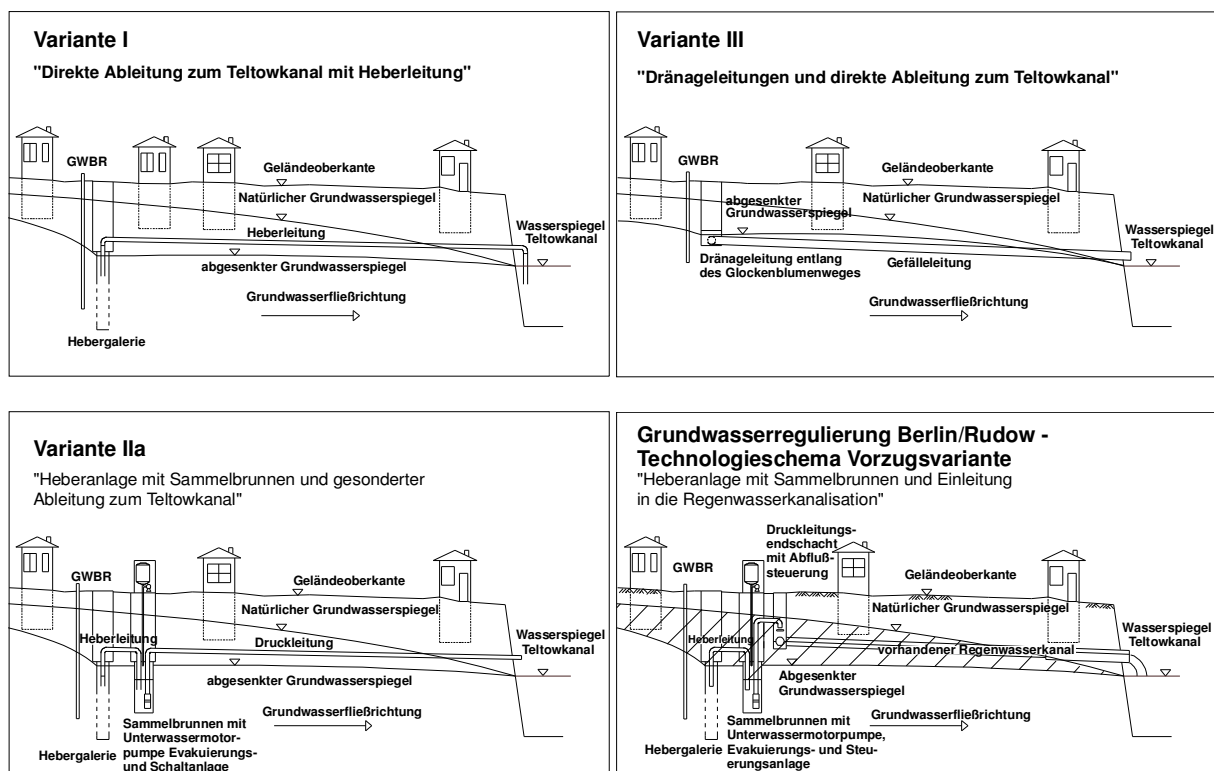 Variante I
"Direkte Ableitung zum Teltowkanal mit Heberleitung"
GWBR
Geländeoberkante
Natürlicher Grundwasserspiegel
Heberleitung
Wasserspiegel
Teltowkanal
abgesenkter Grundwasserspiegel
Grundwasserfließrichtung
Hebergalerie
Variante III
"Dränageleitungen und direkte Ableitung zum Teltowkanal"
GWBR
Geländeoberkante
abgesenkter
Grundwasserspiegel
Natürlicher Grundwasserspiegel
Wasserspiegel
Teltowkanal
Dränageleitung entlang
des Glockenblumenweges
Gefälleleitung
Grundwasserfließrichtung
Variante IIa
"Heberanlage mit Sammelbrunnen und gesonderter
Ableitung zum Teltowkanal"
GWBR
Geländeoberkante
Natürlicher Grundwasserspiegel
Heberleitung
Druckleitung
Wasserspiegel
Teltowkanal
abgesenkter Grundwasserspiegel
Grundwasserfließrichtung
Hebergalerie
Sammelbrunnen mit
Unterwassermotor-
pumpe Evakuierungs-
und Schaltanlage
Grundwasserregulierung Berlin/Rudow -
Technologieschema Vorzugsvariante
"Heberanlage mit Sammelbrunnen und Einleitung
in die Regenwasserkanalisation"
Druckleitungs-
endschacht
mit Abfluß-
steuerung
GWBR
Geländeoberkante
Natürlicher Grundwasserspiegel
Heberleitung
vorhandener Regenwasserkanal
Wasserspiegel
Teltowkanal
Abgesenkter
Grundwasserspiegel
Grundwasserfließrichtung
Hebergalerie
Sammelbrunnen mit
Unterwassermotorpumpe,
Evakuierungs- und Steu-
erungsanlage